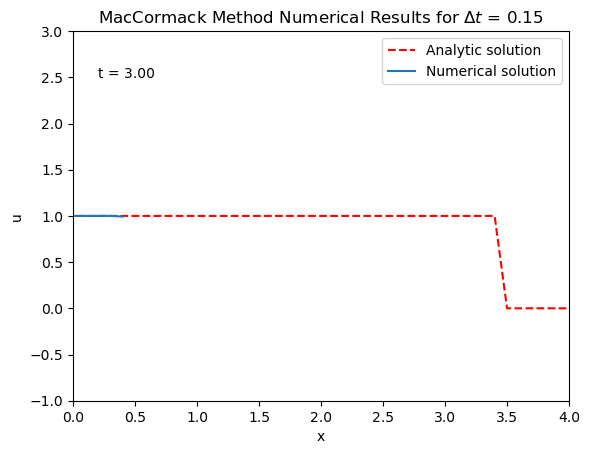 MacCormack Method Numerical Results for Δt = 0.15
3.0
2.5
2.0
1.5
1.0
0.5
0.0
−0.5
−1.0
u
t = 3.00
Analytic solution
Numerical solution
0.0 0.5 1.0 1.5 2.0 2.5 3.0 3.5 4.0
x